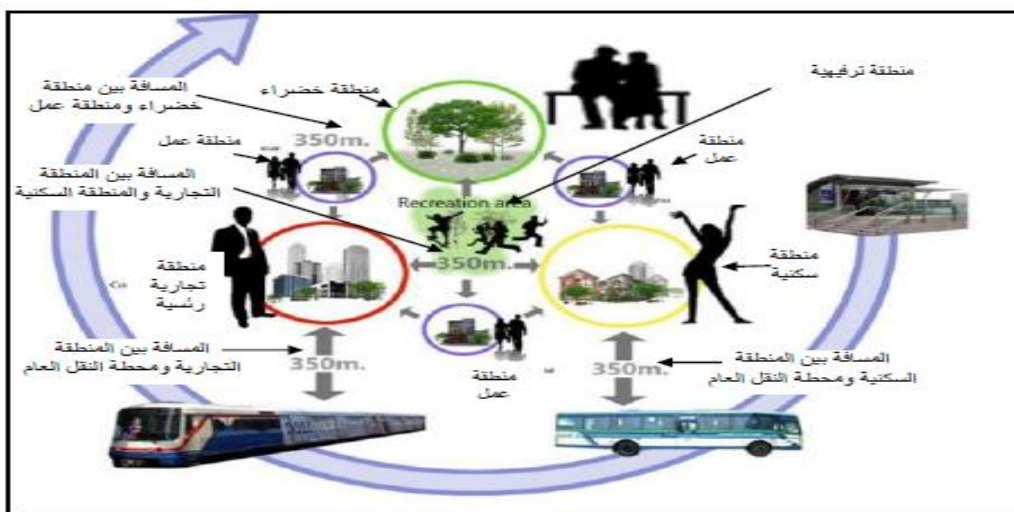 منطقة ترفيهية
منطقة خضراء
المسافة بين منطقة
خضراء ومنطقة عمل
350m.
منطقة عمل
منطقة
عمل
المسافة بين المنطقة
التجارية والمنطقة السكنية
Recreation area
350m.
منطقة
سكنية
منطقة
تجارية
رئسية
المسافة بين المنطقة
التجارية ومحطة النقل العام
350m.
منطقة
عمل
350m.
المسافة بين المنطقة
السكنية ومحطة النقل العام